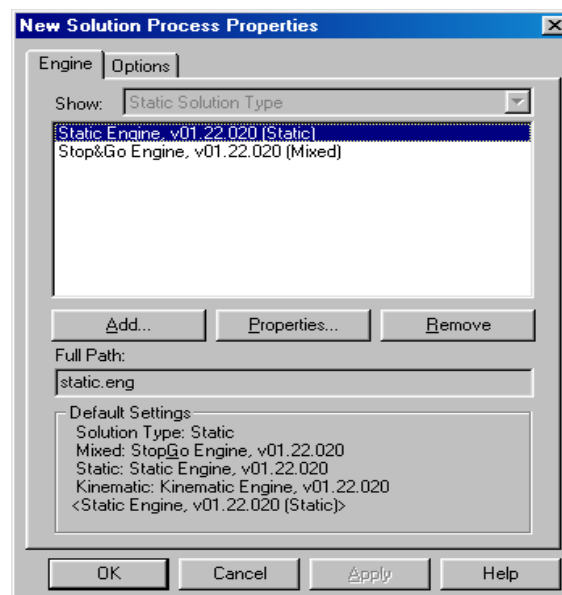 New Solution Process Properties
Engine
Options
Show: Static Solution Type
Static Engine, v01.22.020 (Static)
Stop&Go Engine, v01.22.020 (Mixed)
Add... Properties... Remove
Full Path:
static.eng
Default Settings
Solution Type: Static
Mixed: StopGo Engine, v01.22.020
Static: Static Engine, v01.22.020
Kinematic: Kinematic Engine, v01.22.020
<Static Engine, v01.22.020 (Static)>
OK Cancel Apply Help